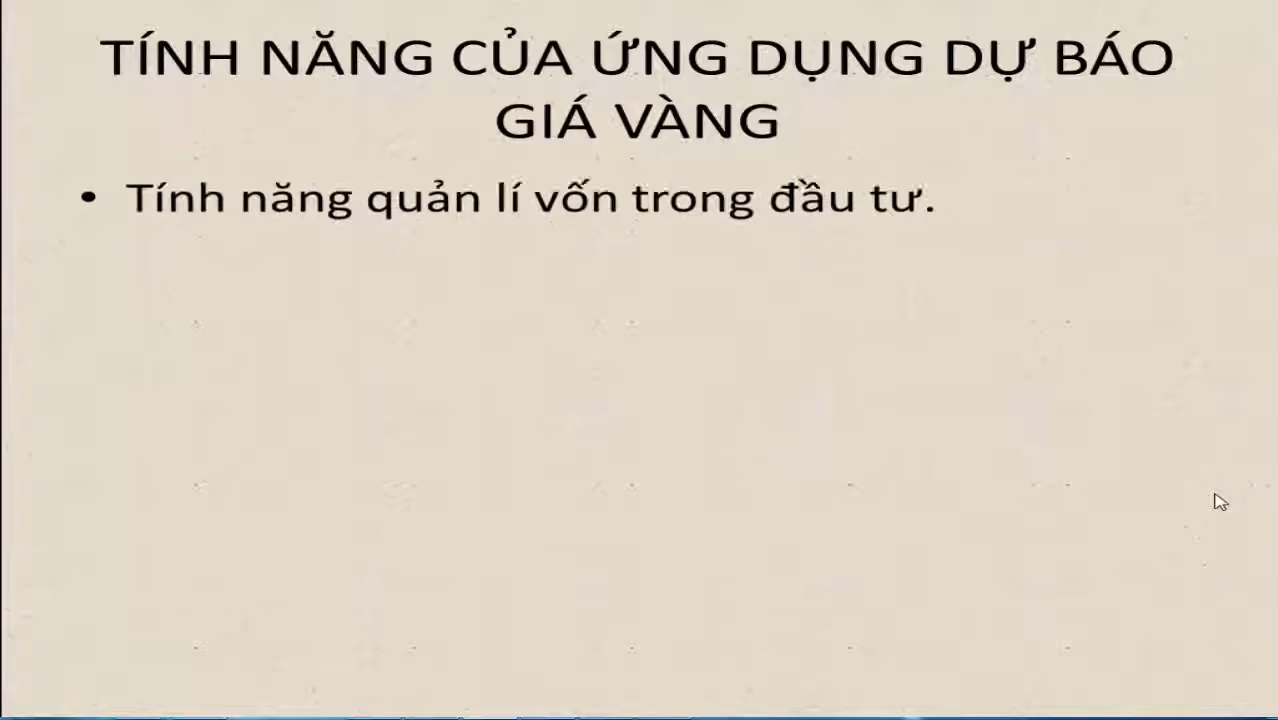 TÍNH NĂNG CỦA ỨNG DỤNG DỰ BÁO
GIÁ VÀNG
• Tính năng quản lí vốn trong đầu tư.